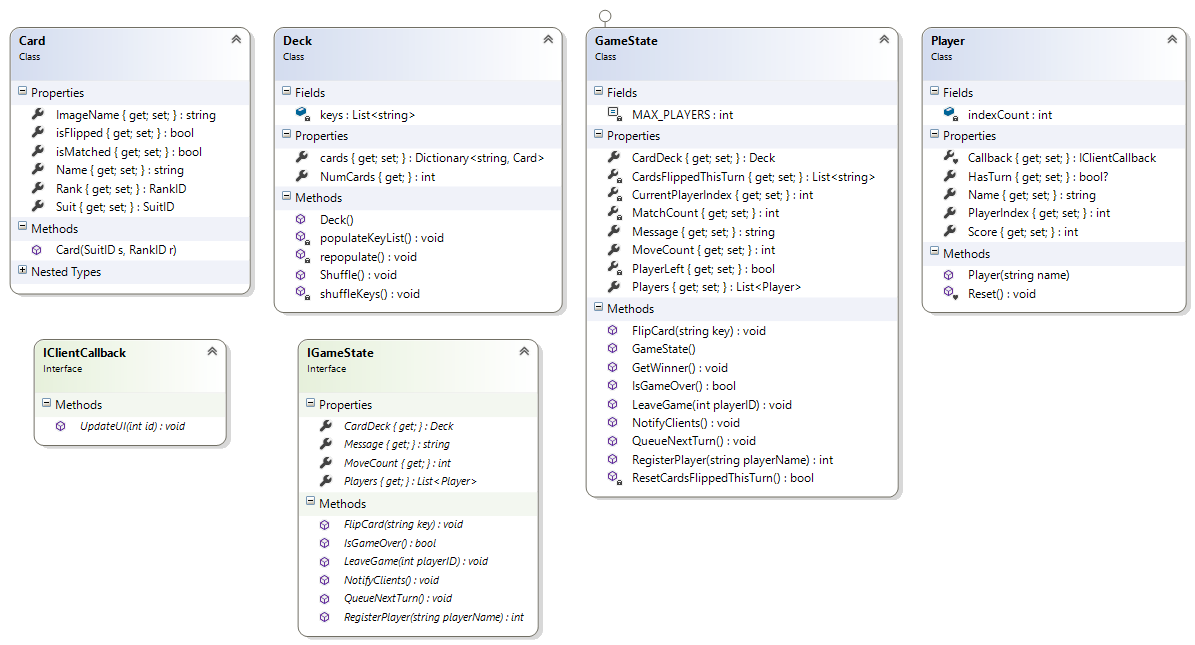 Card
Class
Properties
ImageName { get; set; } : string
isFlipped { get; set; } : bool
isMatched { get; set; } : bool
Name { get; set; } : string
Rank { get; set; } : RankID
Suit { get; set; } : SuitID
Methods
Card(SuitID s, RankID r)
Nested Types
Deck
Class
Fields
keys : List<string>
Properties
cards { get; set; } : Dictionary<string, Card>
NumCards { get; } : int
Methods
Deck()
populateKeyList() : void
repopulate() : void
Shuffle() : void
shuffleKeys() : void
GameState
Class
Fields
MAX_PLAYERS : int
Properties
CardDeck { get; set; } : Deck
CardsFlippedThisTurn { get; set; } : List<string>
CurrentPlayerIndex { get; set; } : int
MatchCount { get; set; } : int
Message { get; set; } : string
MoveCount { get; set; } : int
PlayerLeft { get; set; } : bool
Players { get; set; } : List<Player>
Methods
FlipCard(string key) : void
GameState()
GetWinner() : void
IsGameOver() : bool
LeaveGame(int playerID) : void
NotifyClients() : void
QueueNextTurn() : void
RegisterPlayer(string playerName) : int
ResetCardsFlippedThisTurn() : bool
Player
Class
Fields
indexCount : int
Properties
Callback { get; set; } : IClientCallback
HasTurn { get; set; } : bool?
Name { get; set; } : string
PlayerIndex { get; set; } : int
Score { get; set; } : int
Methods
Player(string name)
Reset() : void
IClientCallback
Interface
Methods
UpdateUI(int id) : void
IGameState
Interface
Properties
CardDeck { get; } : Deck
Message { get; } : string
MoveCount { get; } : int
Players { get; } : List<Player>
Methods
FlipCard(string key) : void
IsGameOver() : bool
LeaveGame(int playerID) : void
NotifyClients() : void
QueueNextTurn() : void
RegisterPlayer(string playerName) : int